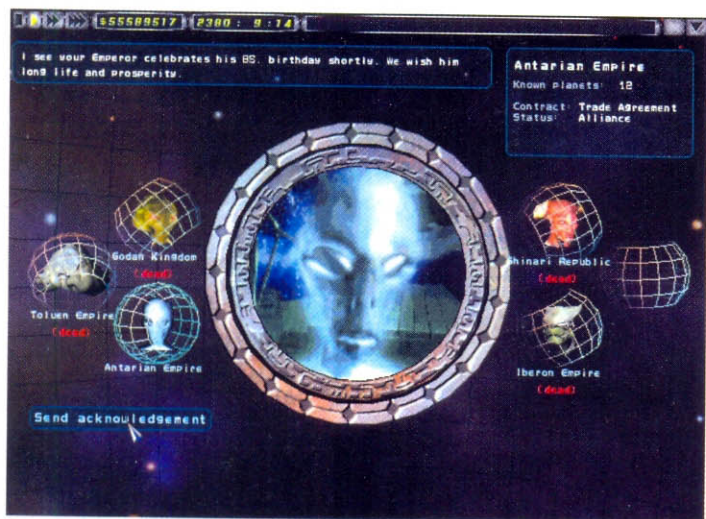 $55589517
2380: 9:14
I see your Emperor celebrates his 85. birthday shortly. We wish him
long life and prosperity.
Antarian Empire
Known planets: 12
Contract: Trade Agreement
Status: Alliance
Godan Kingdom
(dead)
Toluen Empire
(dead)
Antarian Empire
Shinari Republic
(dead)
Iberon Empire
(dead)
Send acknowledgement